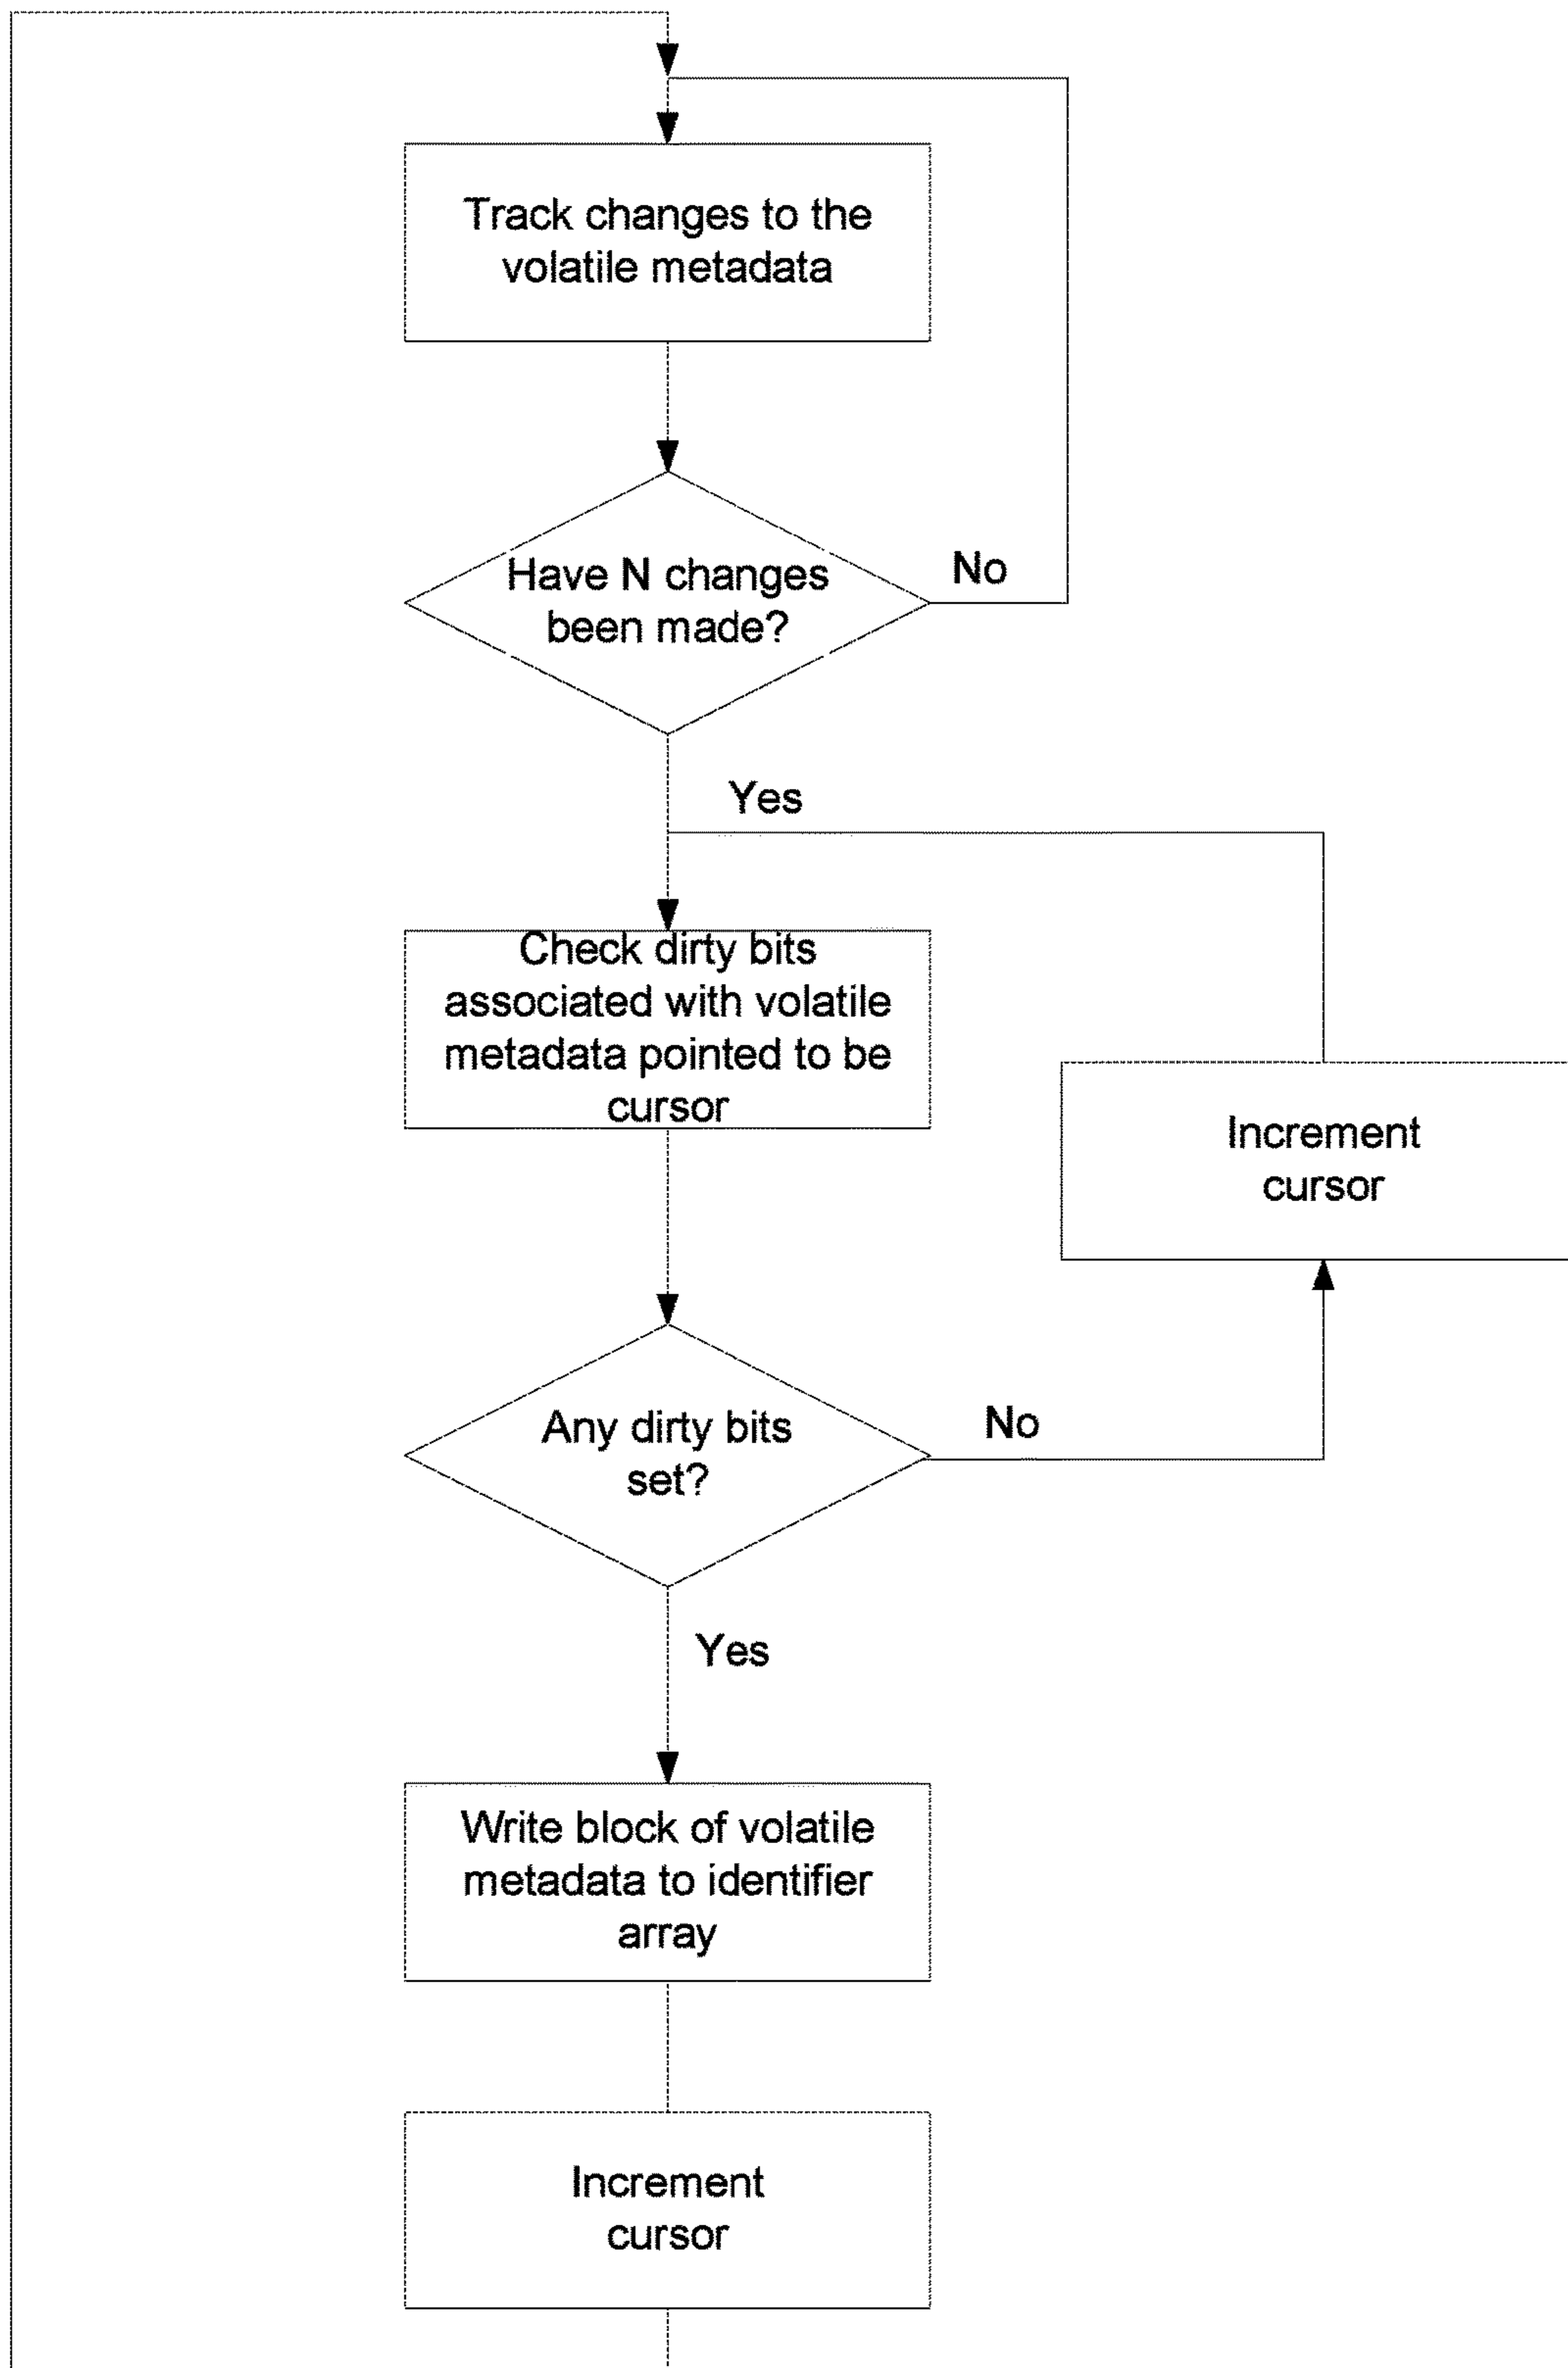 Track changes to the
volatile metadata
Have N changes
been made?
No
Yes
Check dirty bits
associated with volatile
metadata pointed to be
cursor
Increment
cursor
Any dirty bits
set?
No
Yes
Write block of volatile
metadata to identifier
array
Increment
cursor